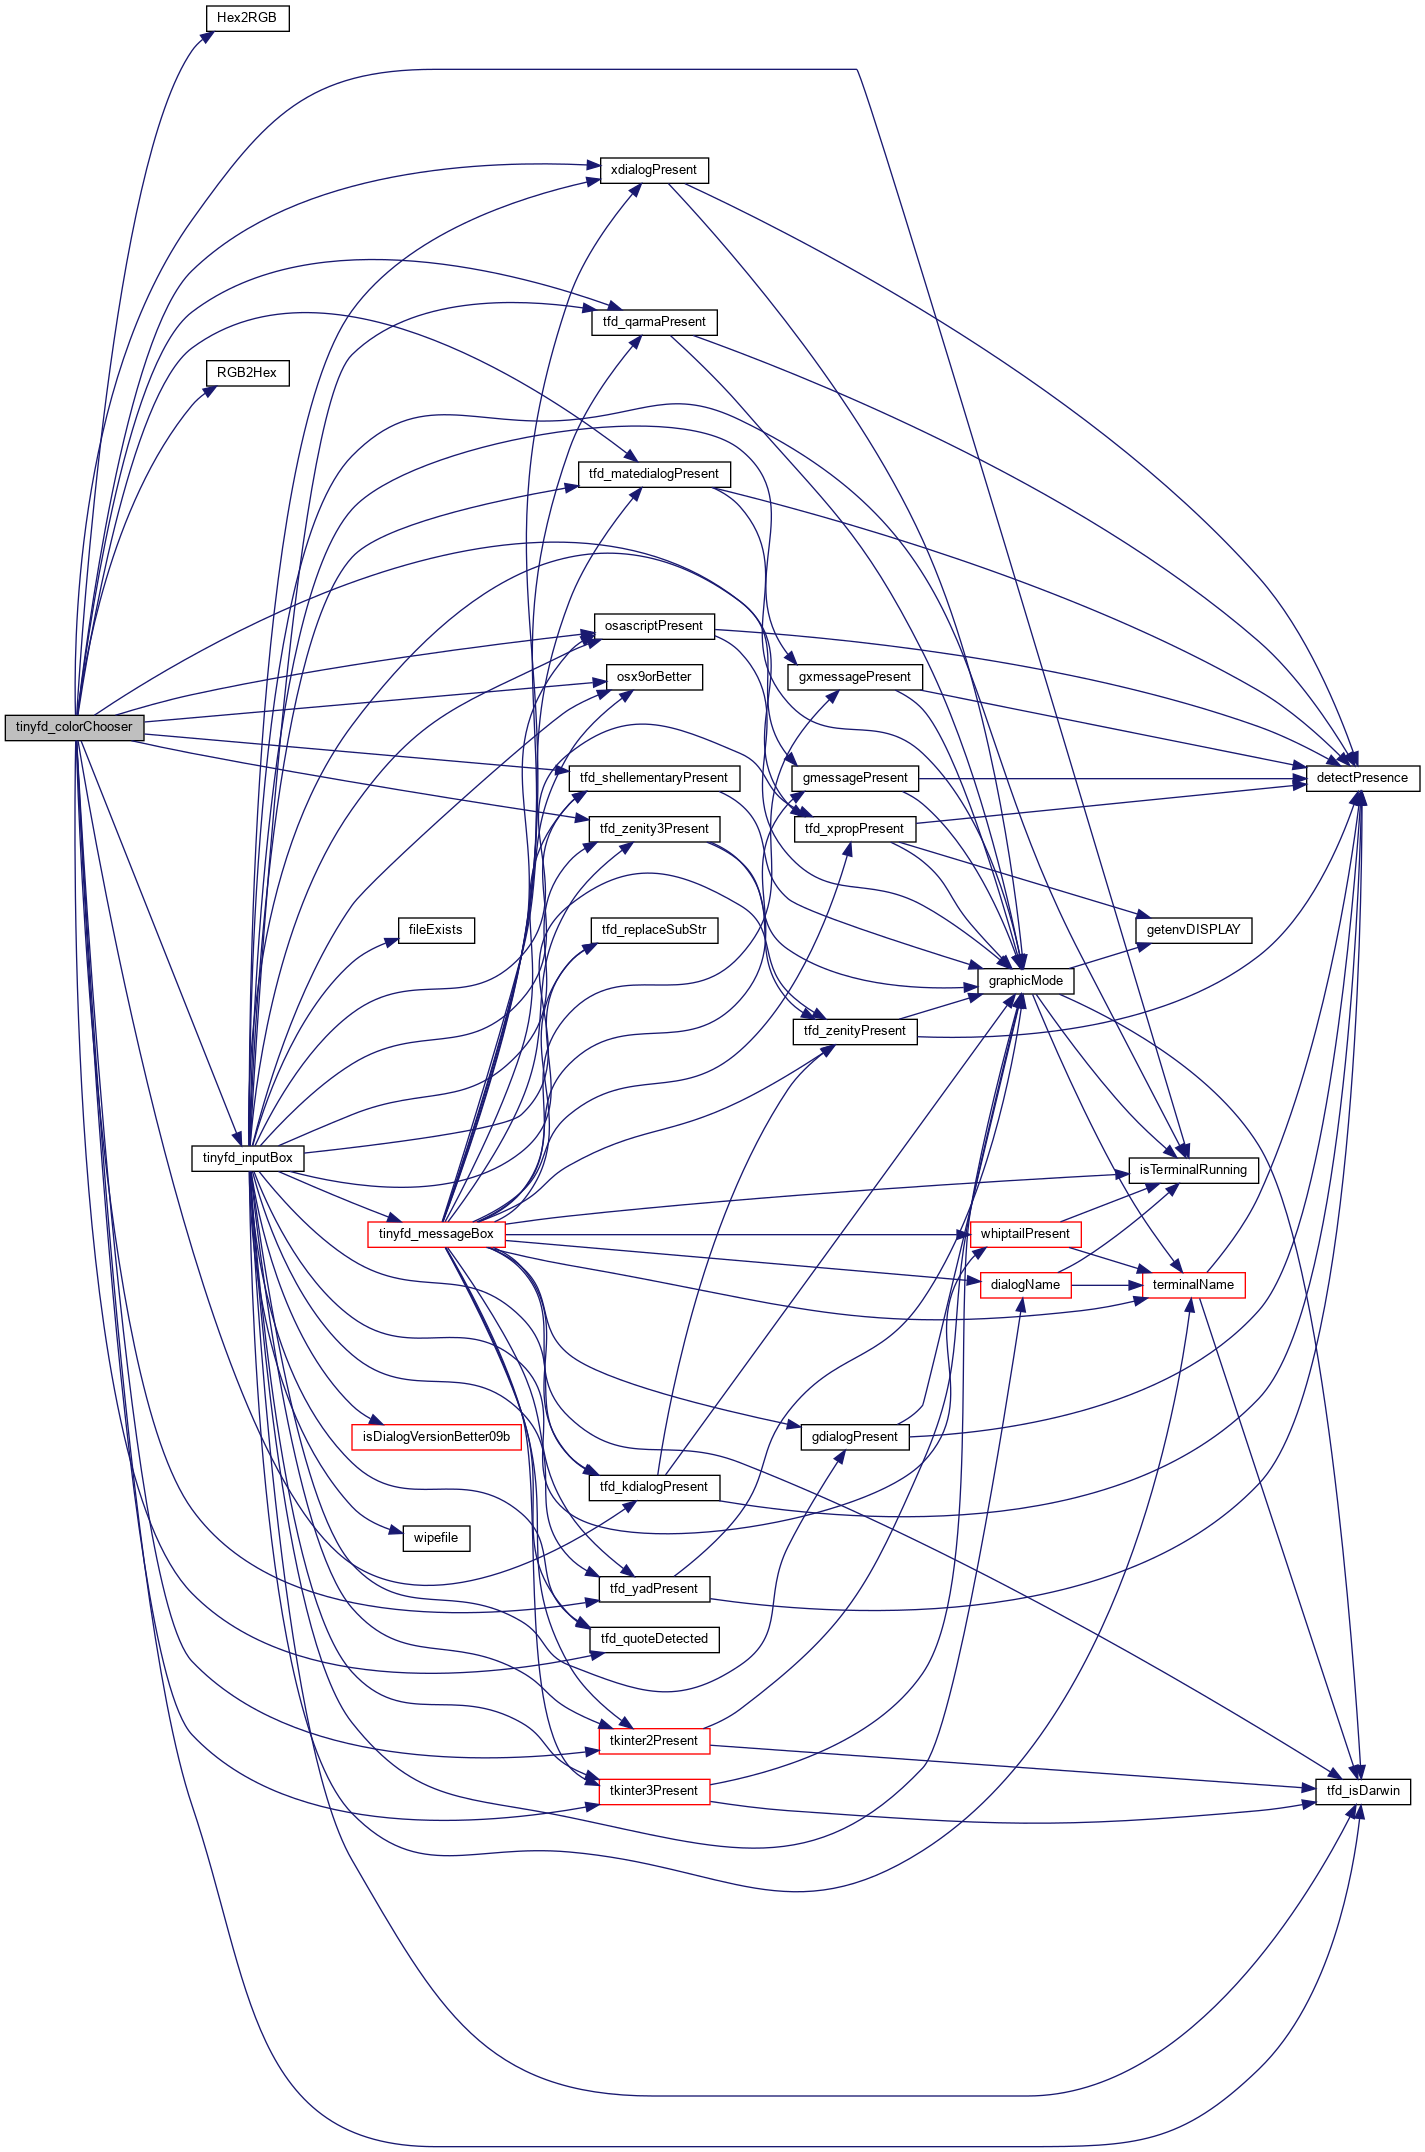 Hex2RGB
xdialogPresent
tfd_qarmaPresent
RGB2Hex
tfd_matedialogPresent
osascriptPresent
osx9orBetter
gxmessagePresent
tinyfd_colorChooser
tfd_shellementaryPresent
gmessagePresent
detectPresence
tfd_zenity3Present
tfd_xpropPresent
fileExists
tfd_replaceSubStr
getenvDISPLAY
graphicMode
tfd_zenityPresent
tinyfd_inputBox
isTerminalRunning
tinyfd_messageBox
whiptailPresent
dialogName
terminalName
isDialogVersionBetter09b
gdialogPresent
tfd_kdialogPresent
wipefile
tfd_yadPresent
tfd_quoteDetected
tkinter2Present
tkinter3Present
tfd_isDarwin